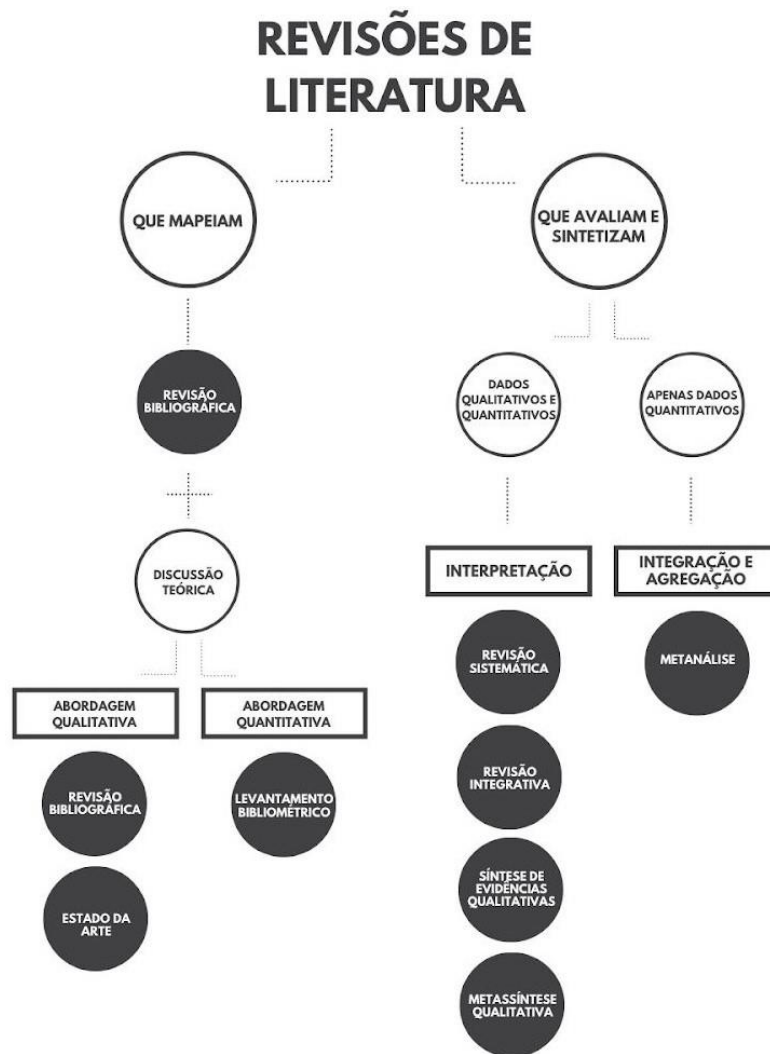 REVISÕES DE
LITERATURA
QUE MAPEIAM
REVISÃO
BIBLIOGRÁFICA
DISCUSSÃO
TEÓRICA
ABORDAGEM
QUALITATIVA
REVISÃO
BIBLIOGRÁFICA
ESTADO DA
ARTE
ABORDAGEM
QUANTITATIVA
LEVANTAMENTO
BIBLIOMÉTRICO
QUE AVALIAM E
SINTETIZAM
DADOS
QUALITATIVOS E
QUANTITATIVOS
INTERPRETAÇÃO
REVISÃO
SISTEMÁTICA
REVISÃO
INTEGRATIVA
SÍNTESE DE
EVIDÊNCIAS
QUALITATIVAS
METASSÍNTESE
QUALITATIVA
APENAS DADOS
QUANTITATIVOS
INTEGRAÇÃO E
AGREGAÇÃO
METANÁLISE